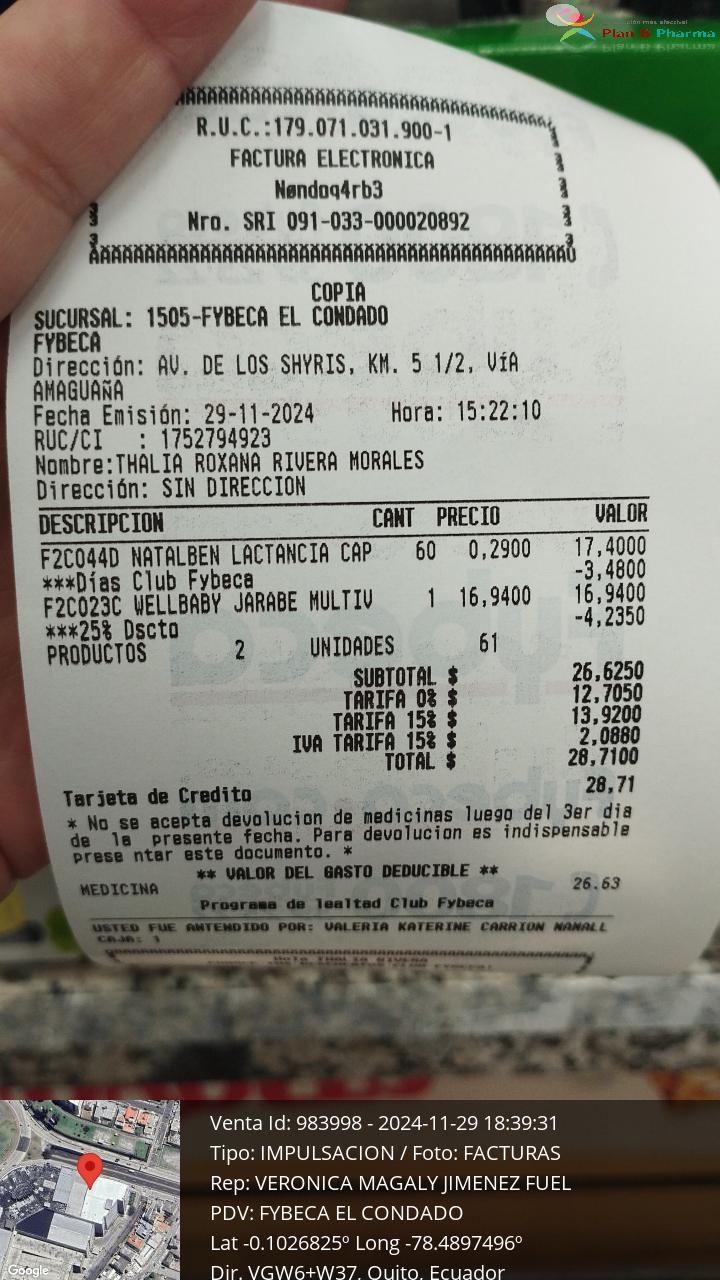 Plan B Pharma
R.U.C.:179.071.031.900-1
FACTURA ELECTRONICA
Nøndoq4rb3
Nro. SRI 091-033-000020892
COPIA
SUCURSAL: 1505-FYBECA EL CONDADO
FYBECA
Dirección: AV. DE LOS SHYRIS, KM. 5 1/2, VíA
AMAGUAñA
Fecha Emisión: 29-11-2024 Hora: 15:22:10
RUC/CI : 1752794923
Nombre:THALIA ROXANA RIVERA MORALES
Dirección: SIN DIRECCION
DESCRIPCION CANT PRECIO VALOR
F2C044D NATALBEN LACTANCIA CAP 60 0,2900 17,4000
***Días Club Fybeca -3,4800
F2C023C WELLBABY JARABE MULTIV 1 16,9400 16,9400
***25% Dscto -4,2350
PRODUCTOS 2 UNIDADES 61
SUBTOTAL $ 26,6250
TARIFA 0% $ 12,7050
TARIFA 15% $ 13,9200
IVA TARIFA 15% $ 2,0880
TOTAL $ 28,7100
Tarjeta de Credito 28,71
* No se acepta devolucion de medicinas luego del 3er dia
de la presente fecha. Para devolucion es indispensable
prese ntar este documento. *
** VALOR DEL GASTO DEDUCIBLE **
MEDICINA 26.63
Programa de lealtad Club Fybeca
USTED FUE ANTENDIDO POR: VALERIA KATERINE CARRION NANALL
CAJA: 1
Hola THALIA RIVERA
Venta Id: 983998 - 2024-11-29 18:39:31
Tipo: IMPULSACION / Foto: FACTURAS
Rep: VERONICA MAGALY JIMENEZ FUEL
PDV: FYBECA EL CONDADO
Lat -0.1026825º Long -78.4897496º
Dir. VGW6+W37, Quito, Ecuador
Google